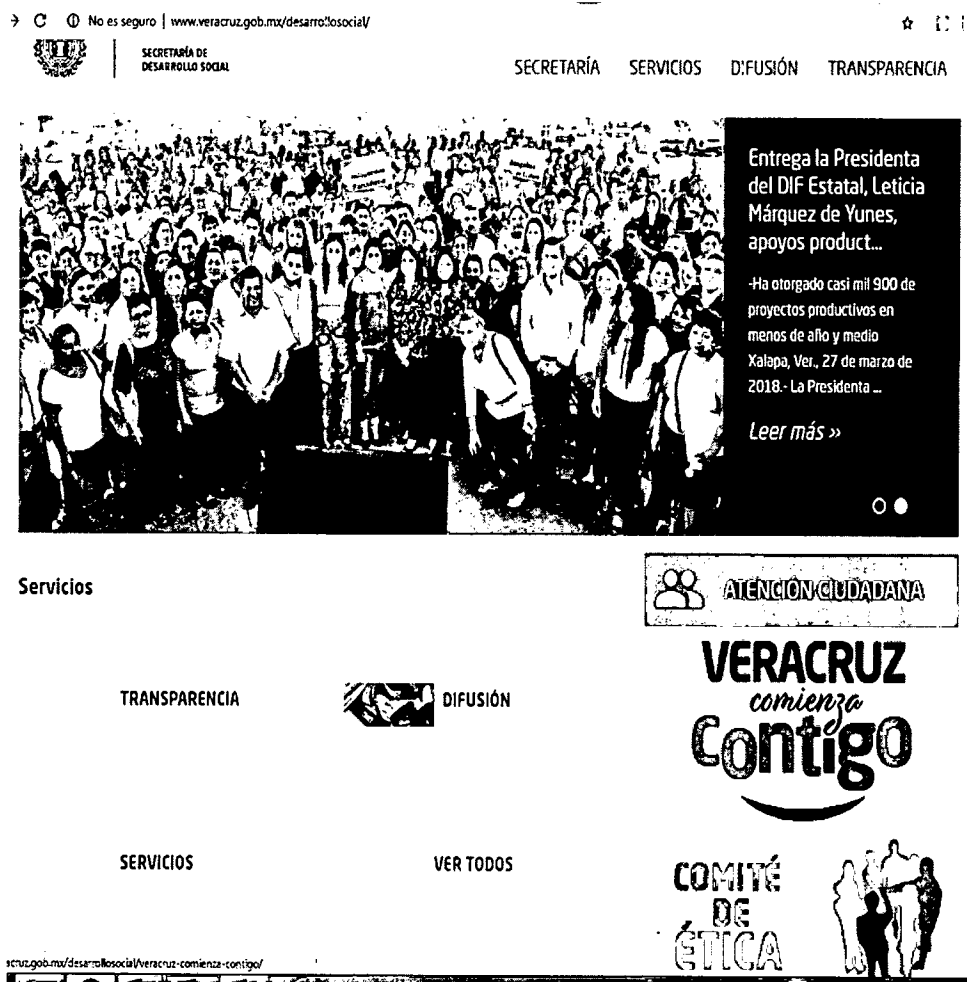 No es seguro | www.veracruz.gob.mx/desarrollosocial/
SECRETARÍA DE
DESARROLLO SOCIAL
SECRETARÍA SERVICIOS DIFUSIÓN TRANSPARENCIA
Entrega la Presidenta
del DIF Estatal, Leticia
Márquez de Yunes,
apoyos product...
-Ha otorgado casi mil 900 de
proyectos productivos en
menos de año y medio
Xalapa, Ver., 27 de marzo de
2018.- La Presidenta ...
Leer más »
Servicios
ATENCIÓN CIUDADANA
VERACRUZ
comienza
Contigo
TRANSPARENCIA
DIFUSIÓN
SERVICIOS
VER TODOS
COMITÉ
DE
ÉTICA
acruz.gob.mx/desarrollosocial/veracruz-comienza-contigo/